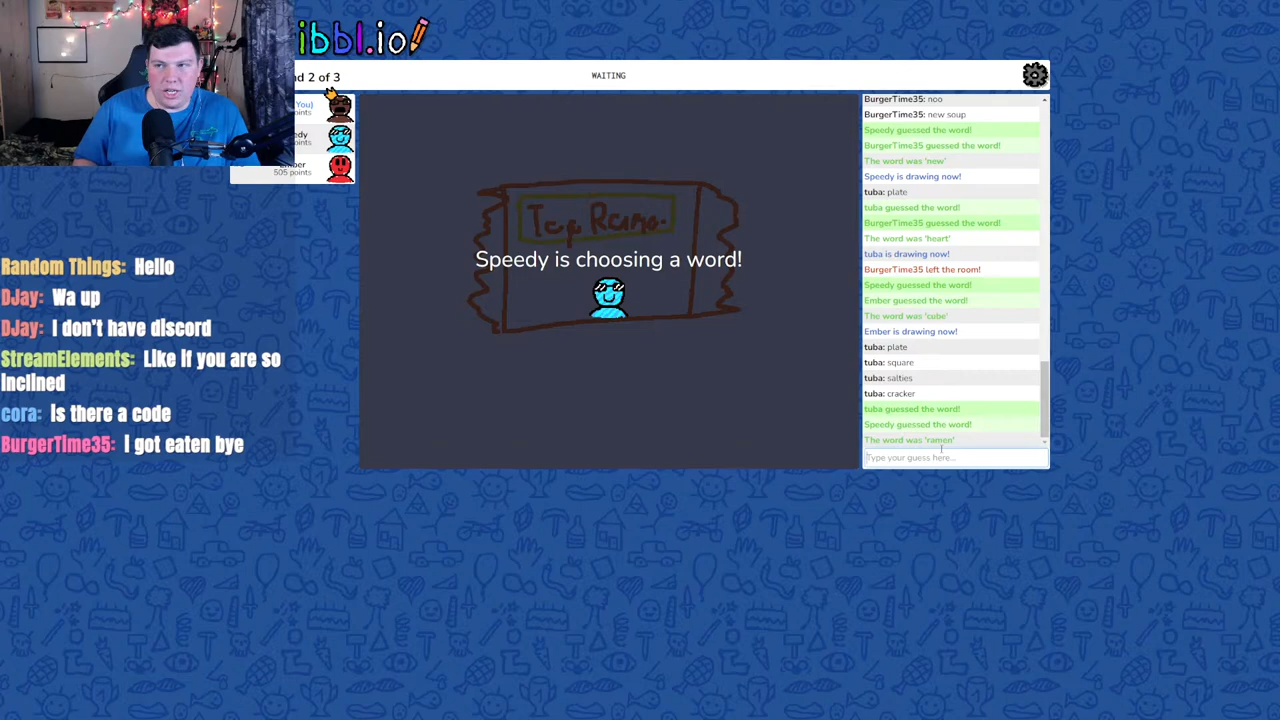 ibbl.io
d 2 of 3
WAITING
(You)
points
edy
points
505 points
Top Rame.
Speedy is choosing a word!
BurgerTime35: noo
BurgerTime35: new soup
Speedy guessed the word!
BurgerTime35 guessed the word!
The word was 'new'
Speedy is drawing now!
tuba: plate
tuba guessed the word!
BurgerTime35 guessed the word!
The word was 'heart'
tuba is drawing now!
BurgerTime35 left the room!
Speedy guessed the word!
Ember guessed the word!
The word was 'cube'
Ember is drawing now!
tuba: plate
tuba: square
tuba: salties
tuba: cracker
tuba guessed the word!
Speedy guessed the word!
The word was 'ramen'
Type your guess here...
Random Things: Hello
DJay: Wa up
DJay: I don't have discord
StreamElements: Like if you are so
inclined
cora: Is there a code
BurgerTime35: I got eaten bye